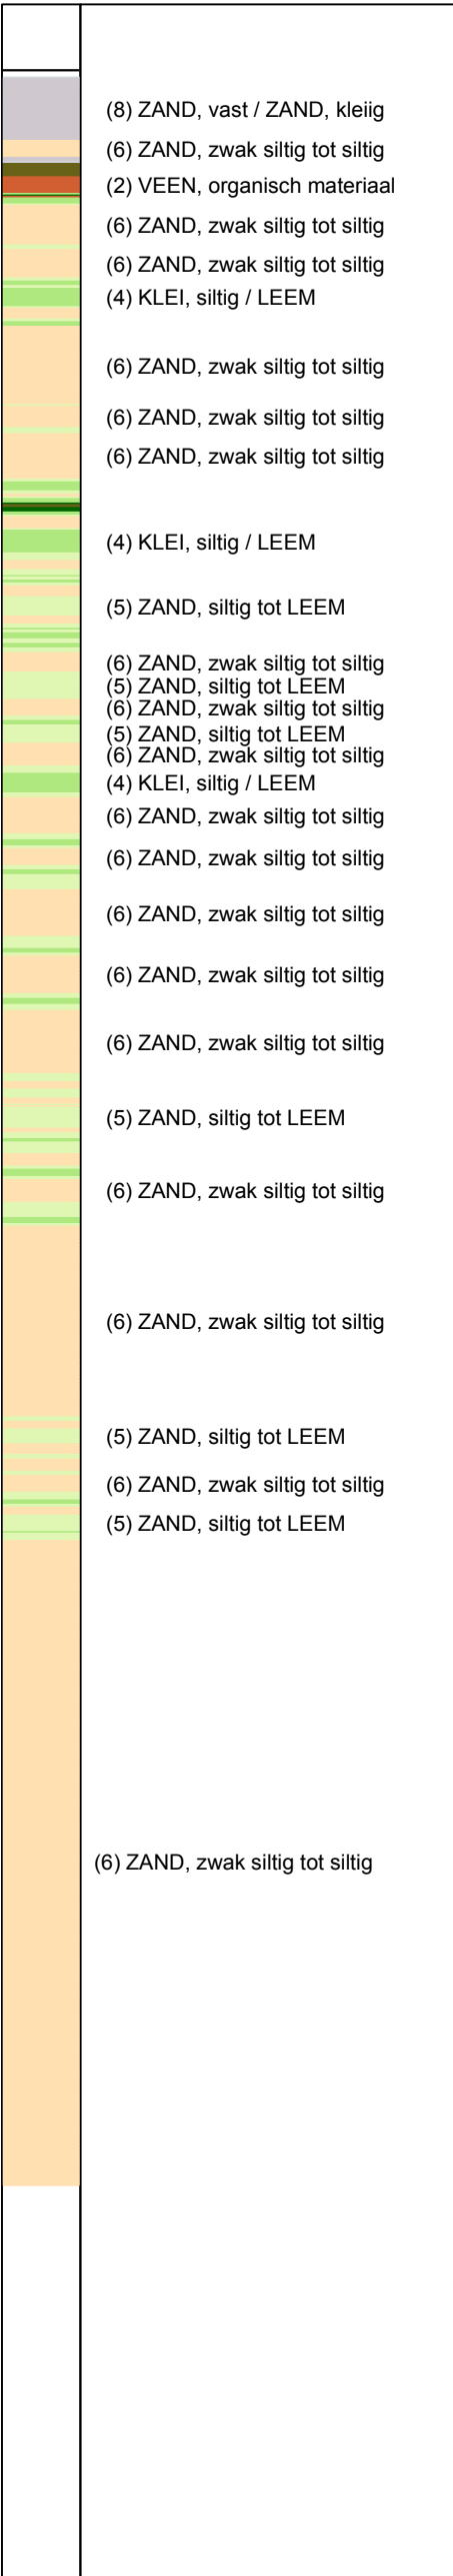 (8) ZAND, vast / ZAND, kleiig
(6) ZAND, zwak siltig tot siltig
(2) VEEN, organisch materiaal
(6) ZAND, zwak siltig tot siltig
(6) ZAND, zwak siltig tot siltig
(4) KLEI, siltig / LEEM
(6) ZAND, zwak siltig tot siltig
(6) ZAND, zwak siltig tot siltig
(6) ZAND, zwak siltig tot siltig
(4) KLEI, siltig / LEEM
(5) ZAND, siltig tot LEEM
(6) ZAND, zwak siltig tot siltig
(5) ZAND, siltig tot LEEM
(6) ZAND, zwak siltig tot siltig
(5) ZAND, siltig tot LEEM
(6) ZAND, zwak siltig tot siltig
(4) KLEI, siltig / LEEM
(6) ZAND, zwak siltig tot siltig
(6) ZAND, zwak siltig tot siltig
(6) ZAND, zwak siltig tot siltig
(6) ZAND, zwak siltig tot siltig
(6) ZAND, zwak siltig tot siltig
(5) ZAND, siltig tot LEEM
(6) ZAND, zwak siltig tot siltig
(6) ZAND, zwak siltig tot siltig
(5) ZAND, siltig tot LEEM
(6) ZAND, zwak siltig tot siltig
(5) ZAND, siltig tot LEEM
(6) ZAND, zwak siltig tot siltig